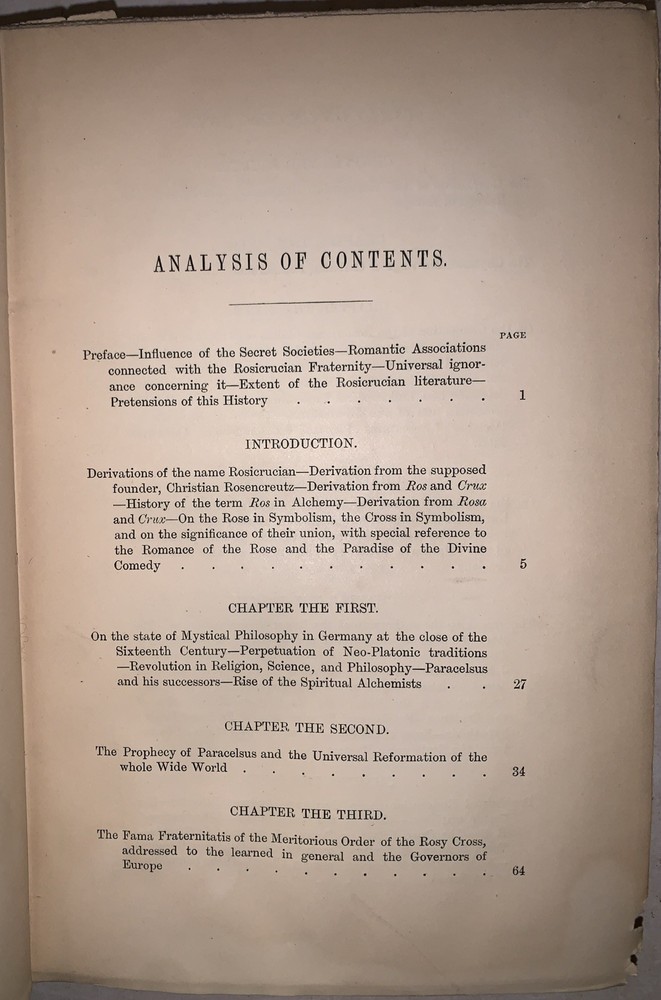 ANALYSIS OF CONTENTS.
PAGE
Preface—Influence of the Secret Societies—Romantic Associations
connected with the Rosicrucian Fraternity—Universal ignor-
ance concerning it—Extent of the Rosicrucian literature—
Pretensions of this History . . . . . . . 1
INTRODUCTION.
Derivations of the name Rosicrucian—Derivation from the supposed
founder, Christian Rosencreutz—Derivation from Ros and Crux
—History of the term Ros in Alchemy—Derivation from Rosa
and Crux—On the Rose in Symbolism, the Cross in Symbolism,
and on the significance of their union, with special reference to
the Romance of the Rose and the Paradise of the Divine
Comedy . . . . . . . . . . . 5
CHAPTER THE FIRST.
On the state of Mystical Philosophy in Germany at the close of the
Sixteenth Century—Perpetuation of Neo-Platonic traditions
—Revolution in Religion, Science, and Philosophy—Paracelsus
and his successors—Rise of the Spiritual Alchemists . . 27
CHAPTER THE SECOND.
The Prophecy of Paracelsus and the Universal Reformation of the
whole Wide World . . . . . . . . . 34
CHAPTER THE THIRD.
The Fama Fraternitatis of the Meritorious Order of the Rosy Cross,
addressed to the learned in general and the Governors of
Europe . . . . . . . . . . . 64